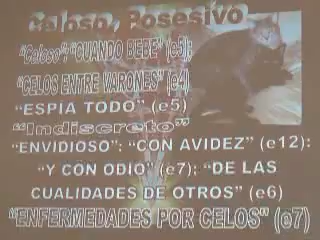 Celoso, Posesivo
"Celoso": "CUANDO BEBE" (e5):
"CELOS ENTRE VARONES" (e4)
"ESPIA TODO" (e5)
"Indiscreto"
"ENVIDIOSO": "CON AVIDEZ" (e12):
"Y CON ODIO" (e7); "DE LAS
CUALIDADES DE OTROS" (e6)
"ENFERMEDADES POR CELOS" (e7)